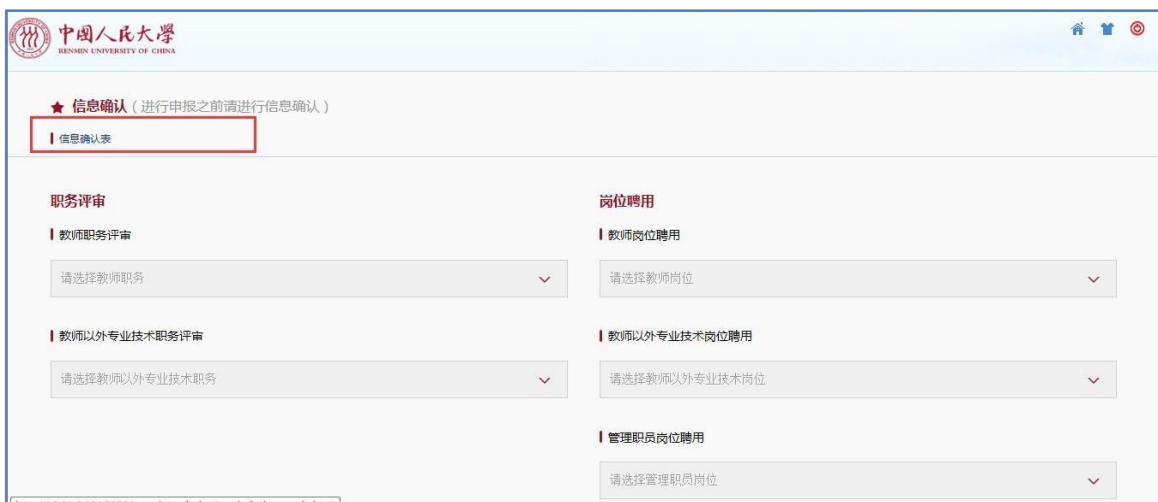 中国人民大學
RENMIN UNIVERSITY OF CHINA
★ 信息确认（进行申报之前请进行信息确认）
信息确认表
职务评审
教师职务评审
请选择教师职务
教师以外专业技术职务评审
请选择教师以外专业技术职务
岗位聘用
教师岗位聘用
请选择教师岗位
教师以外专业技术岗位聘用
请选择教师以外专业技术岗位
管理职员岗位聘用
请选择管理职员岗位